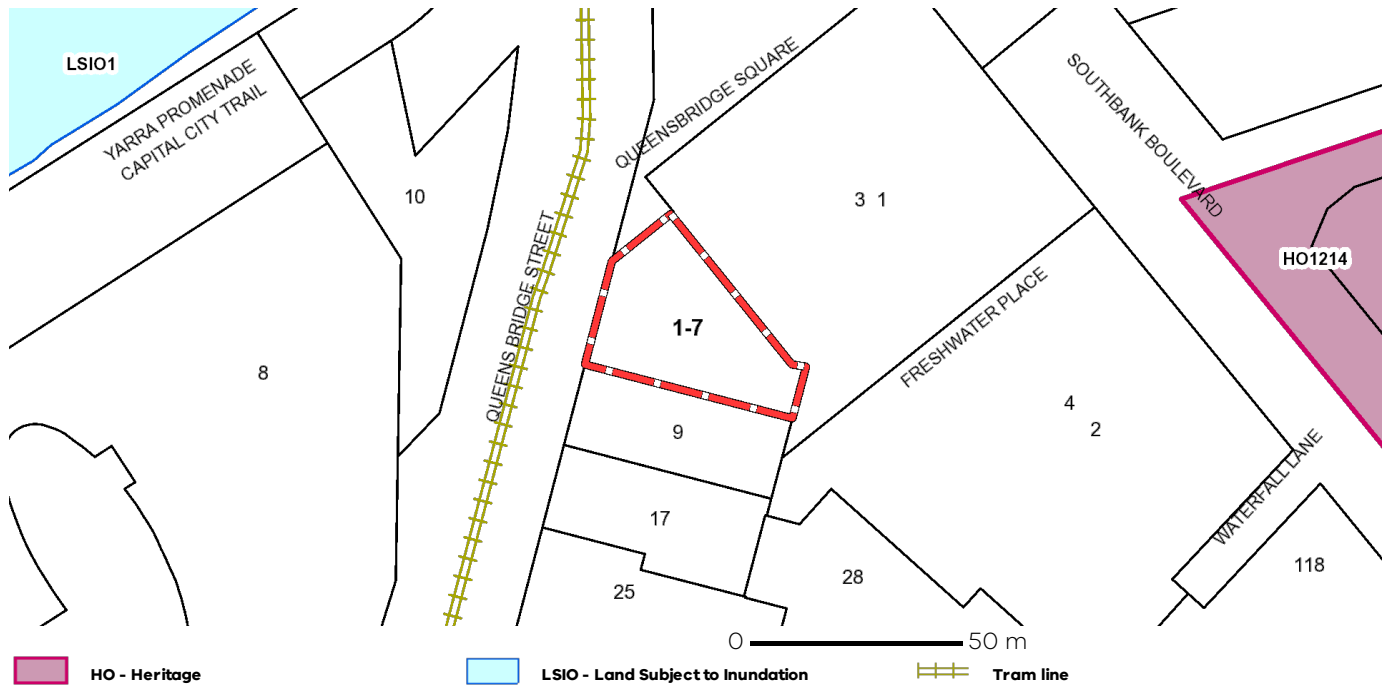 LSIO1
YARRA PROMENADE
CAPITAL CITY TRAIL
QUEENSBRIDGE SQUARE
SOUTHBANK BOULEVARD
10
3 1
QUEENS BRIDGE STREET
HO1214
1-7
FRESHWATER PLACE
8
4
2
9
WATERFALL LANE
17
28
118
25
0 50 m
HO - Heritage
LSIO - Land Subject to Inundation
Tram line